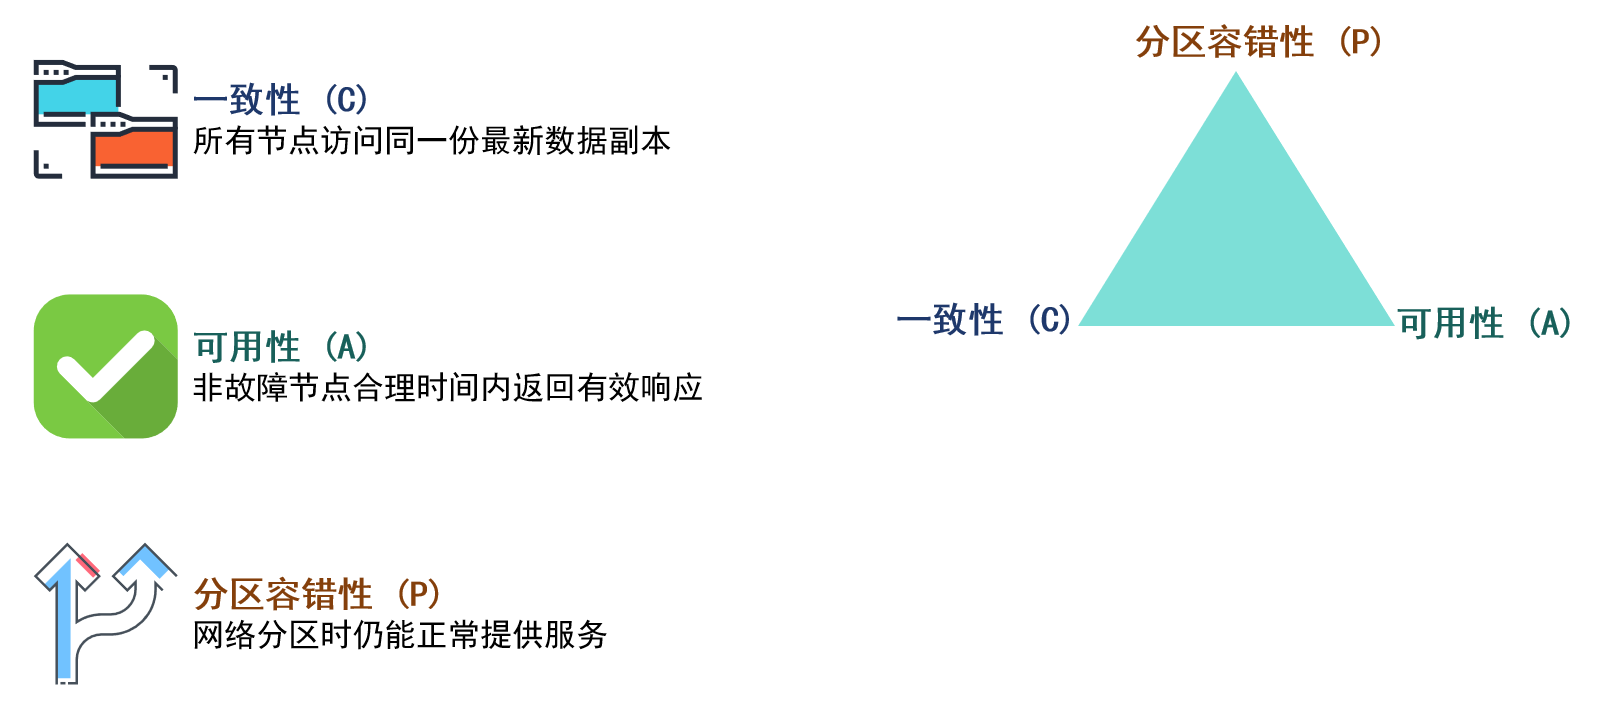 一致性 (C)
所有节点访问同一份最新数据副本
可用性 (A)
非故障节点合理时间内返回有效响应
分区容错性 (P)
网络分区时仍能正常提供服务
分区容错性 (P)
一致性 (C)
可用性 (A)